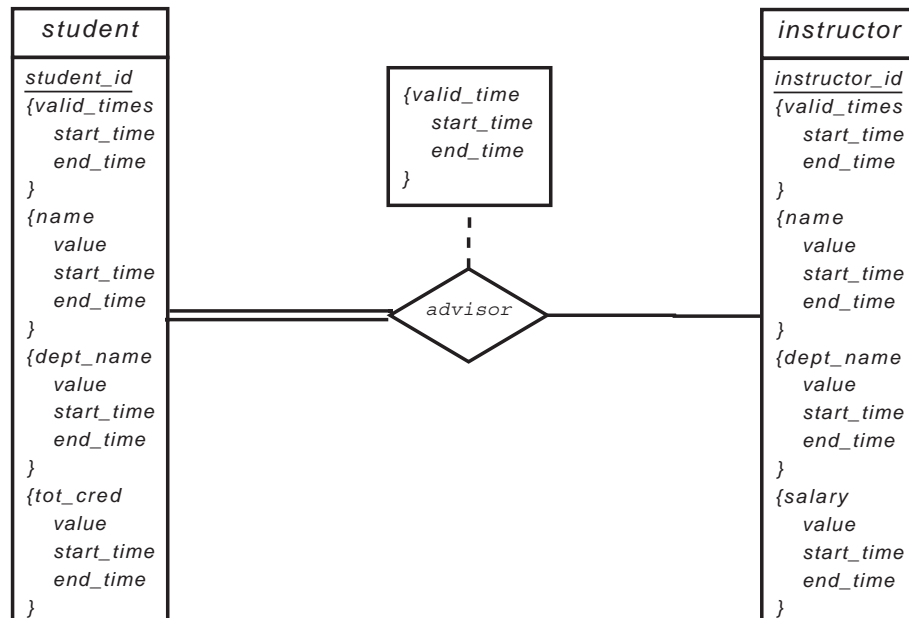 student
student_id
{valid_times
start_time
end_time
}
{name
value
start_time
end_time
}
{dept_name
value
start_time
end_time
}
{tot_cred
value
start_time
end_time
}
{valid_time
start_time
end_time
}
advisor
instructor
instructor_id
{valid_times
start_time
end_time
}
{name
value
start_time
end_time
}
{dept_name
value
start_time
end_time
}
{salary
value
start_time
end_time
}